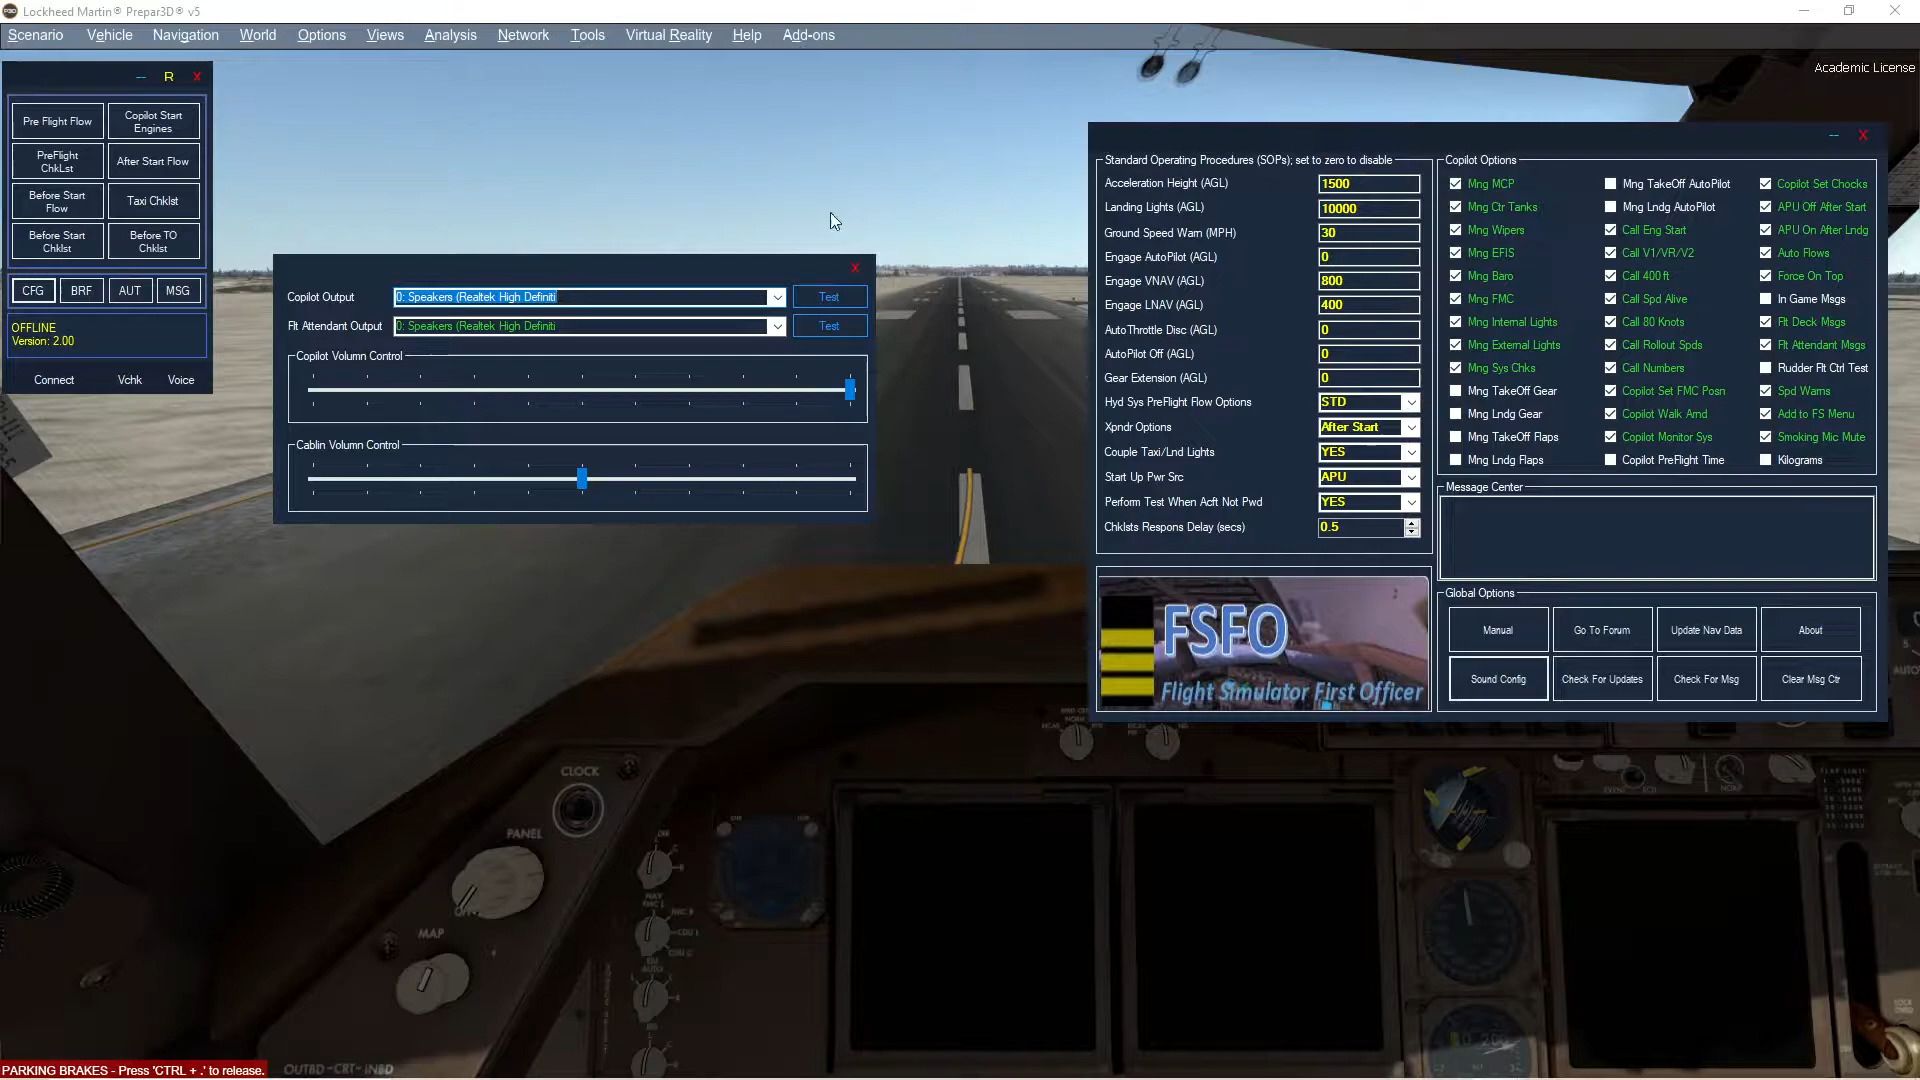 Lockheed Martin® Prepar3D® v5
Scenario Vehicle Navigation World Options Views Analysis Network Tools Virtual Reality Help Add-ons
Academic License
-- R X
Pre Flight Flow
Copilot Start
Engines
PreFlight
ChkLst
After Start Flow
Before Start
Flow
Taxi Chklst
Before Start
Chklst
Before TO
Chklst
CFG BRF AUT MSG
OFFLINE
Version: 2.00
Connect Vchk Voice
X
Copilot Output 0: Speakers (Realtek High Definiti Test
Flt Attendant Output 0: Speakers (Realtek High Definiti Test
Copilot Volumn Control
Cablin Volumn Control
-- X
Standard Operating Procedures (SOPs); set to zero to disable
Acceleration Height (AGL) 1500
Landing Lights (AGL) 10000
Ground Speed Warn (MPH) 30
Engage AutoPilot (AGL) 0
Engage VNAV (AGL) 800
Engage LNAV (AGL) 400
AutoThrottle Disc (AGL) 0
AutoPilot Off (AGL) 0
Gear Extension (AGL) 0
Hyd Sys PreFlight Flow Options STD
Xpndr Options After Start
Couple Taxi/Lnd Lights YES
Start Up Pwr Src APU
Perform Test When Acft Not Pwd YES
Chklsts Respons Delay (secs) 0.5
Copilot Options
Mng MCP Mng TakeOff AutoPilot Copilot Set Chocks
Mng Ctr Tanks Mng Lndg AutoPilot APU Off After Start
Mng Wipers Call Eng Start APU On After Lndg
Mng EFIS Call V1/VR/V2 Auto Flows
Mng Baro Call 400 ft Force On Top
Mng FMC Call Spd Alive In Game Msgs
Mng Internal Lights Call 80 Knots Flt Deck Msgs
Mng External Lights Call Rollout Spds Flt Attendant Msgs
Mng Sys Chks Call Numbers Rudder Flt Ctrl Test
Mng TakeOff Gear Copilot Set FMC Posn Spd Warns
Mng Lndg Gear Copilot Walk Arnd Add to FS Menu
Mng TakeOff Flaps Copilot Monitor Sys Smoking Mic Mute
Mng Lndg Flaps Copilot PreFlight Time Kilograms
Message Center
Global Options
Manual Go To Forum Update Nav Data About
Sound Config Check For Updates Check For Msg Clear Msg Ctr
FSFO
Flight Simulator First Officer
CLOCK
PANEL
OFF
MAP
OUTBD-CRT-INBD
PARKING BRAKES - Press 'CTRL + .' to release.